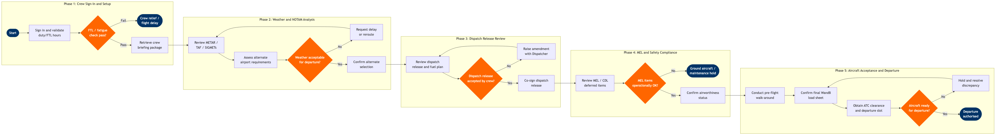 Phase 1: Crew Sign-In and Setup
Start
Sign in and validate
duty/FTL hours
FTL / fatigue
check pass?
Fail
Crew relief /
flight delay
Pass
Retrieve crew
briefing package
Phase 2: Weather and NOTAM Analysis
Review METAR /
TAF / SIGMETs
Assess alternate
airport requirements
Weather acceptable
for departure?
No
Request delay
or reroute
Yes
Confirm alternate
selection
Phase 3: Dispatch Release Review
Review dispatch
release and fuel plan
Dispatch release
accepted by crew?
No
Raise amendment
with Dispatcher
Yes
Co-sign dispatch
release
Phase 4: MEL and Safety Compliance
Review MEL / CDL
deferred items
MEL items
operationally OK?
No
Ground aircraft /
maintenance hold
Yes
Confirm airworthiness
status
Phase 5: Aircraft Acceptance and Departure
Conduct pre-flight
walk-around
Confirm final WandB
load sheet
Obtain ATC clearance
and departure slot
Aircraft ready
for departure?
No
Hold and resolve
discrepancy
Yes
Departure
authorised